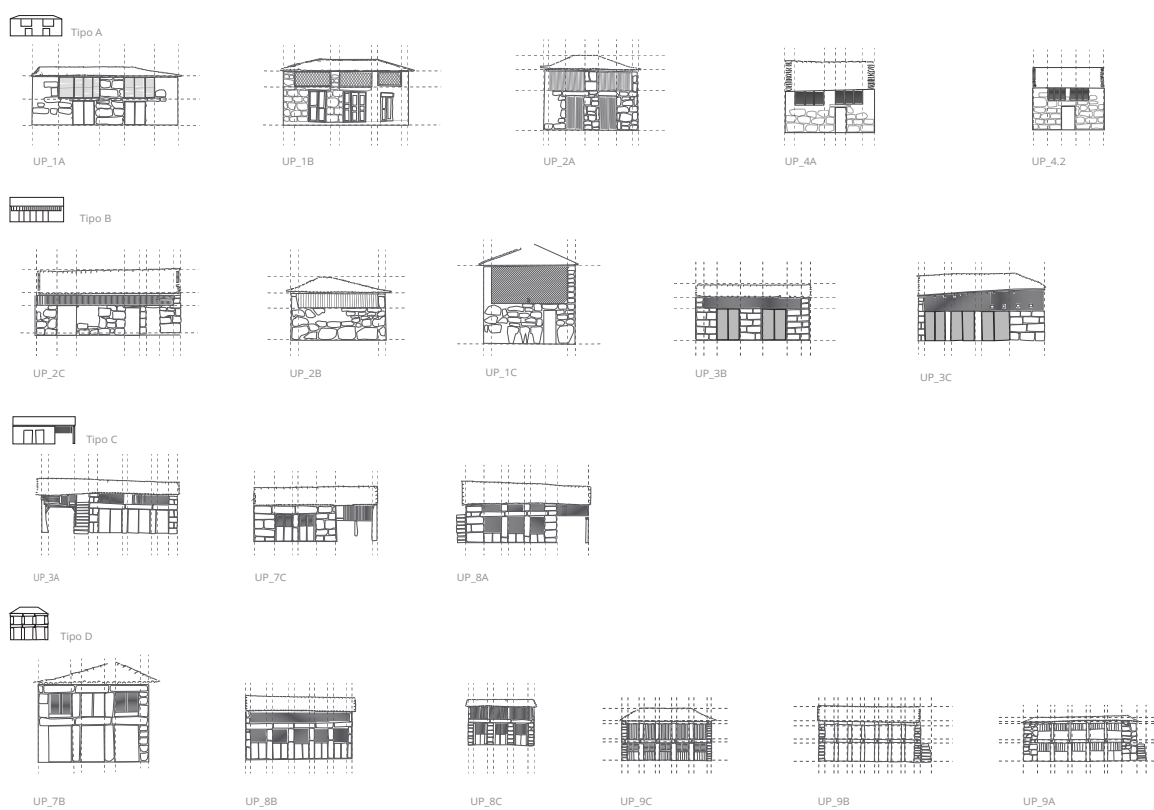 Tipo A
UP_1A
UP_1B
UP_2A
UP_4A
UP_4.2
Tipo B
UP_2C
UP_2B
UP_1C
UP_3B
UP_3C
Tipo C
UP_3A
UP_7C
UP_8A
Tipo D
UP_7B
UP_8B
UP_8C
UP_9C
UP_9B
UP_9A